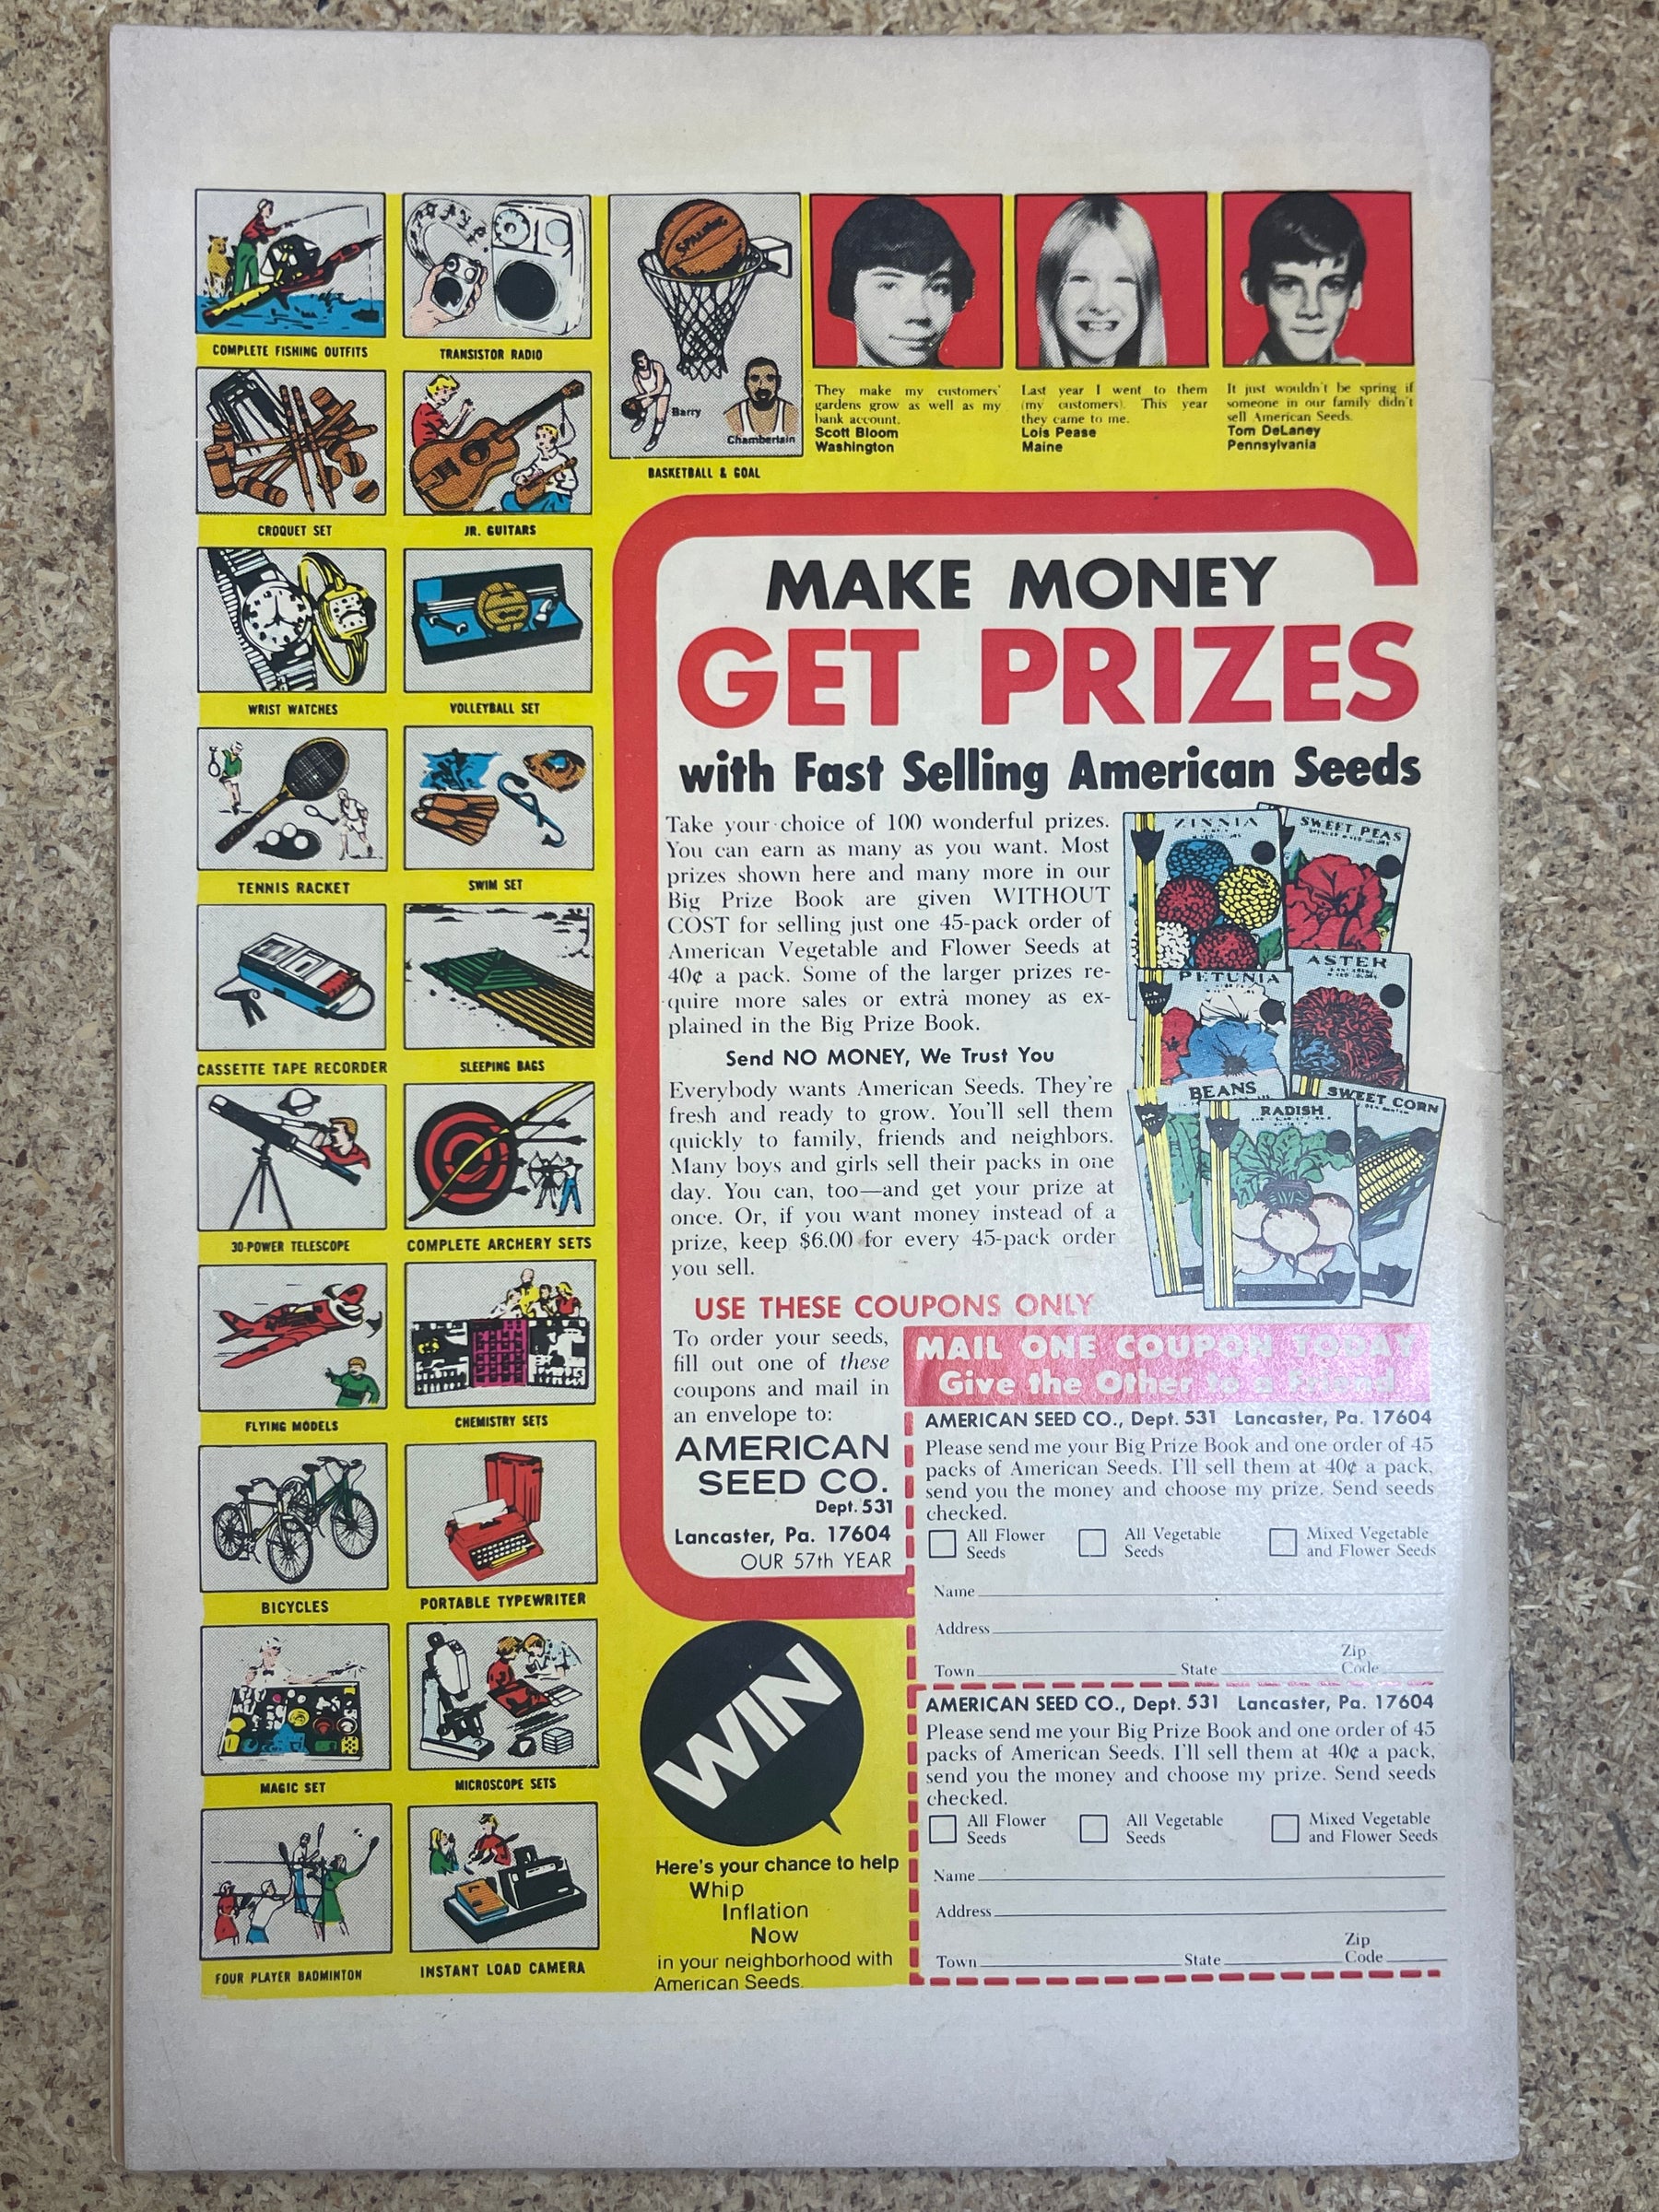 COMPLETE FISHING OUTFITS
TRANSISTOR RADIO
CROQUET SET
JR. GUITARS
WRIST WATCHES
VOLLEYBALL SET
TENNIS RACKET
SWIM SET
CASSETTE TAPE RECORDER
SLEEPING BAGS
30-POWER TELESCOPE
COMPLETE ARCHERY SETS
FLYING MODELS
CHEMISTRY SETS
BICYCLES
PORTABLE TYPEWRITER
MAGIC SET
MICROSCOPE SETS
FOUR PLAYER BADMINTON
INSTANT LOAD CAMERA
SPALDING
Barry
Chamberlain
BASKETBALL & GOAL
They make my customers'
gardens grow as well as my
bank account.
Scott Bloom
Washington
Last year I went to them
(my customers). This year
they came to me.
Lois Pease
Maine
It just wouldn't be spring if
someone in our family didn't
sell American Seeds.
Tom DeLaney
Pennsylvania
MAKE MONEY
GET PRIZES
with Fast Selling American Seeds
Take your choice of 100 wonderful prizes.
You can earn as many as you want. Most
prizes shown here and many more in our
Big Prize Book are given WITHOUT
COST for selling just one 45-pack order of
American Vegetable and Flower Seeds at
40¢ a pack. Some of the larger prizes re-
quire more sales or extra money as ex-
plained in the Big Prize Book.
Send NO MONEY, We Trust You
Everybody wants American Seeds. They're
fresh and ready to grow. You'll sell them
quickly to family, friends and neighbors.
Many boys and girls sell their packs in one
day. You can, too—and get your prize at
once. Or, if you want money instead of a
prize, keep $6.00 for every 45-pack order
you sell.
ZINNIA
SWEET PEAS
PETUNIA
ASTER
BEANS
RADISH
SWEET CORN
USE THESE COUPONS ONLY
To order your seeds,
fill out one of these
coupons and mail in
an envelope to:
AMERICAN
SEED CO.
Dept. 531
Lancaster, Pa. 17604
OUR 57th YEAR
MAIL ONE COUPON TODAY
Give the Other to a Friend
AMERICAN SEED CO., Dept. 531 Lancaster, Pa. 17604
Please send me your Big Prize Book and one order of 45
packs of American Seeds. I'll sell them at 40¢ a pack,
send you the money and choose my prize. Send seeds
checked.
All Flower All Vegetable Mixed Vegetable
Seeds Seeds and Flower Seeds
Name
Address
Zip
Town State Code
AMERICAN SEED CO., Dept. 531 Lancaster, Pa. 17604
Please send me your Big Prize Book and one order of 45
packs of American Seeds. I'll sell them at 40¢ a pack,
send you the money and choose my prize. Send seeds
checked.
All Flower All Vegetable Mixed Vegetable
Seeds Seeds and Flower Seeds
Name
Address
Zip
Town State Code
WIN
Here's your chance to help
Whip
Inflation
Now
in your neighborhood with
American Seeds.